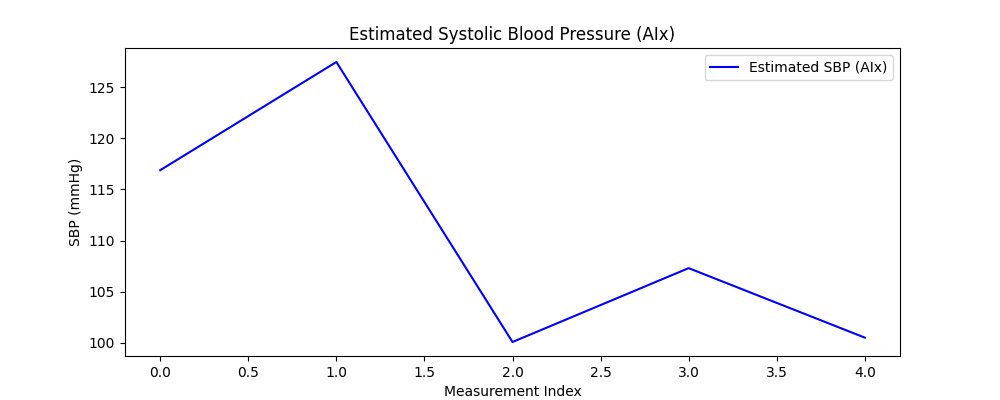 Estimated Systolic Blood Pressure (AIx)
Estimated SBP (AIx)
SBP (mmHg)
125
120
115
110
105
100
0.0 0.5 1.0 1.5 2.0 2.5 3.0 3.5 4.0
Measurement Index